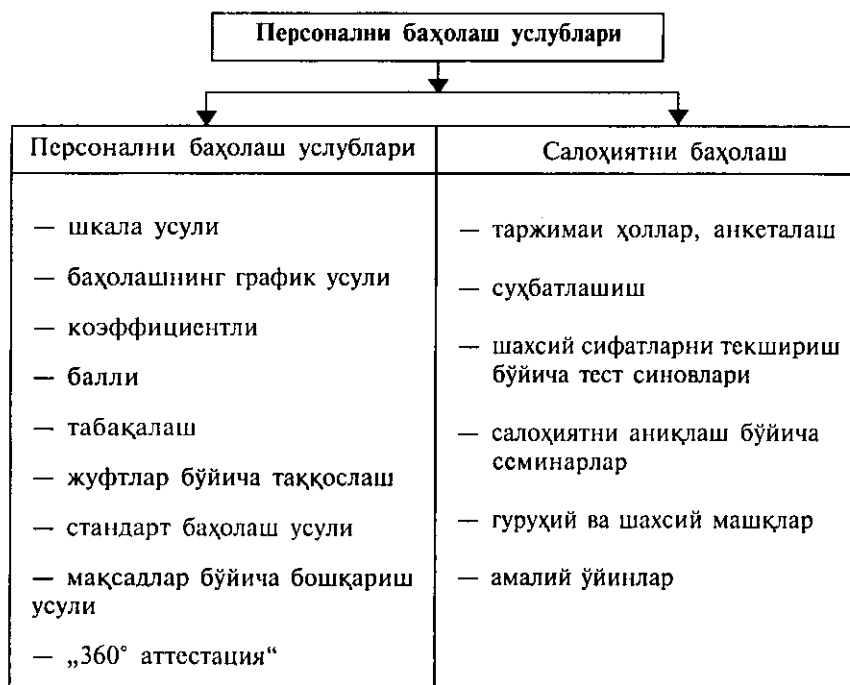 Персонални баҳолаш услублари
Персонални баҳолаш услублари
— шкала усули
— баҳолашнинг график усули
— коэффициентли
— балли
— табақалаш
— жуфтлар бўйича таққослаш
— стандарт баҳолаш усули
— мақсадлар бўйича бошқариш
усули
— „360° аттестация“
Салоҳиятни баҳолаш
— таржимаи ҳоллар, анкеталаш
— суҳбатлашиш
— шахсий сифатларни текшириш
бўйича тест синовлари
— салоҳиятни аниқлаш бўйича
семинарлар
— гуруҳий ва шахсий машқлар
— амалий ўйинлар